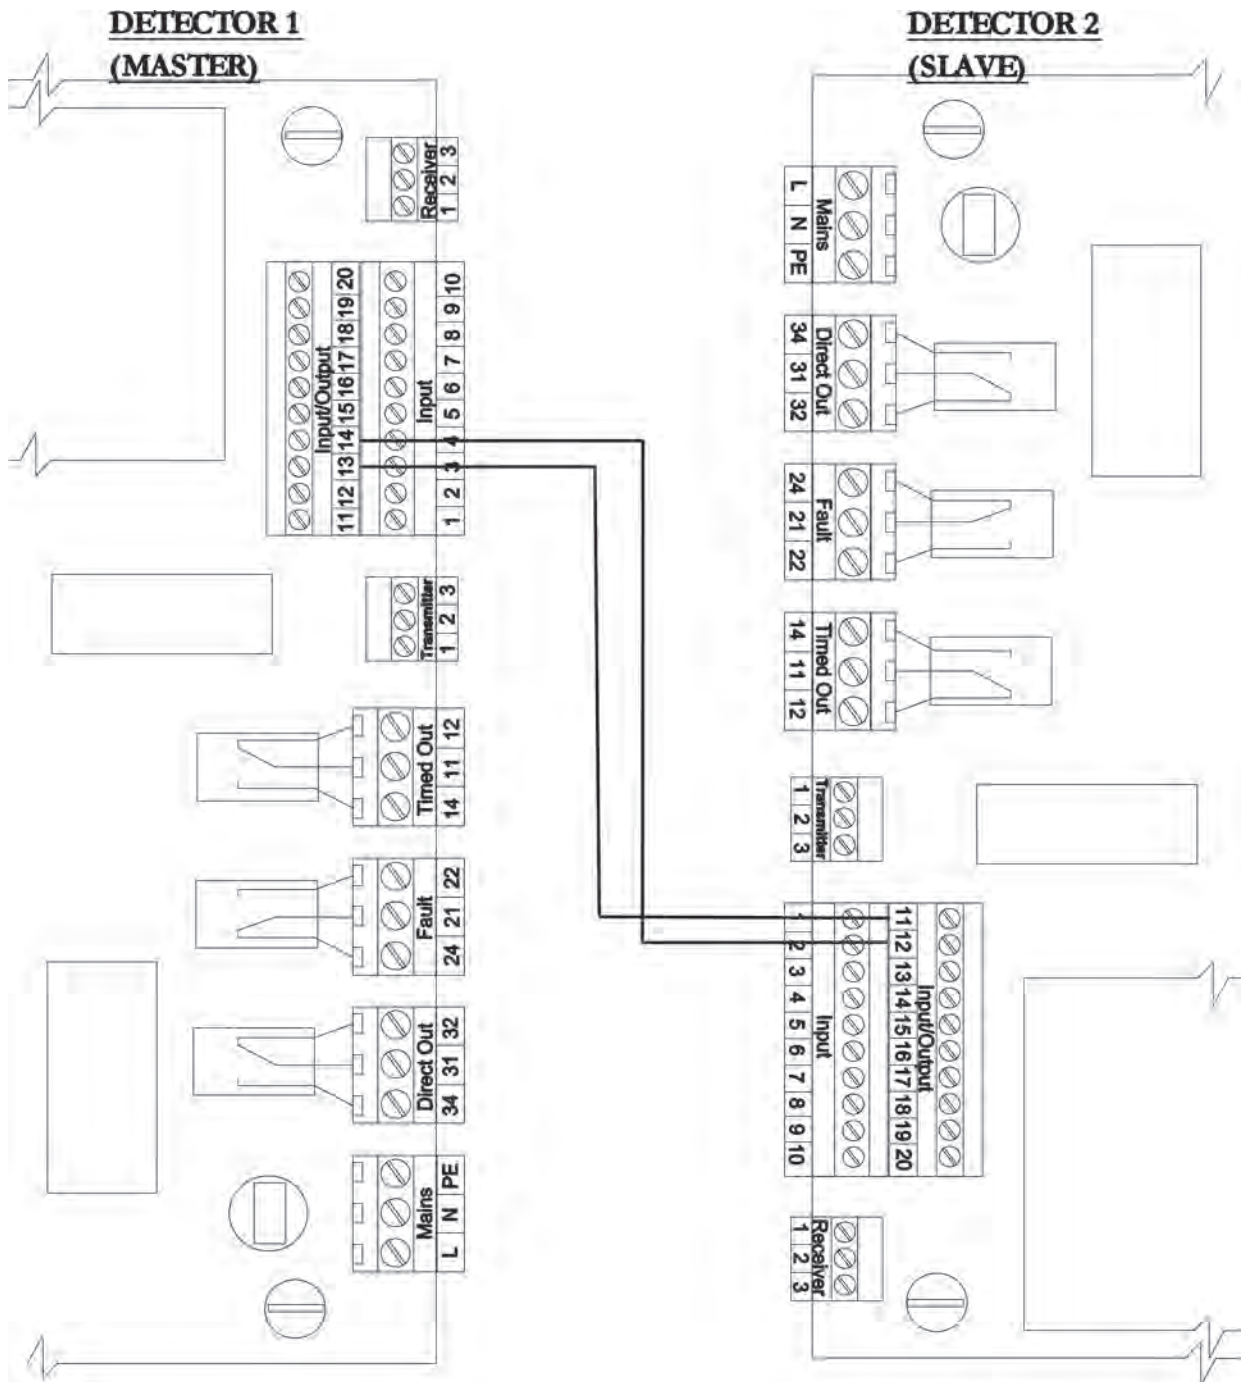 DETECTOR 1
(MASTER)
Receiver
3
2
1
Input/Output
20
19
18
17
16
15
14
13
12
11
Input
10
9
8
7
6
5
4
3
2
1
Transmitter
3
2
1
Timed Out
12
11
14
Fault
22
21
24
Direct Out
32
31
34
Mains
PE
N
L
DETECTOR 2
(SLAVE)
Mains
L
N
PE
Direct Out
34
31
32
Fault
24
21
22
Timed Out
14
11
12
Transmitter
1
2
3
Input
1
2
3
4
5
6
7
8
9
10
Input/Output
11
12
13
14
15
16
17
18
19
20
Receiver
1
2
3